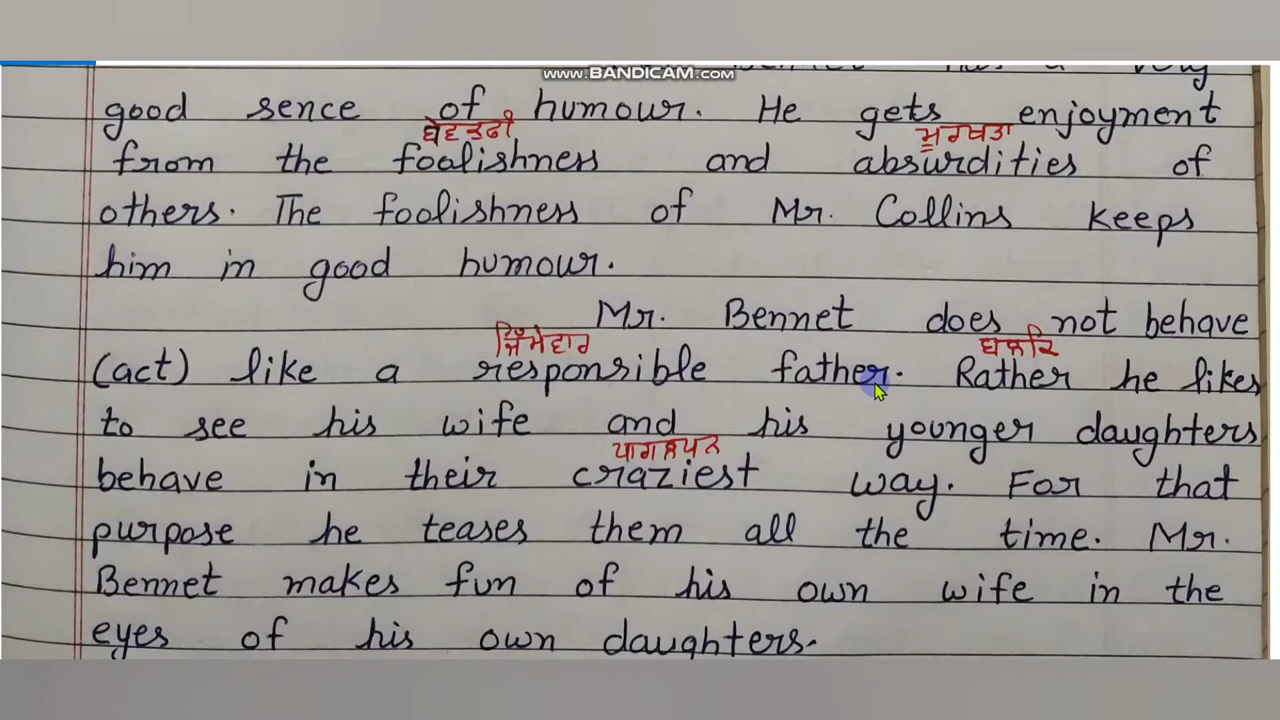 www.BANDICAM.com
good sence of humour. He gets enjoyment
ਬੇਵਕੂਫੀ ਮੂਰਖਤਾ
from the foolishness and absurdities of
others. The foolishness of Mr. Collins keeps
him in good humour.
Mr. Bennet does not behave
ਜ਼ਿੰਮੇਵਾਰ ਬਲਕਿ
(act) like a responsible father. Rather he likes
to see his wife and his younger daughters
ਪਾਗਲਪਨ
behave in their craziest way. For that
purpose he teases them all the time. Mr.
Bennet makes fun of his own wife in the
eyes of his own daughters.